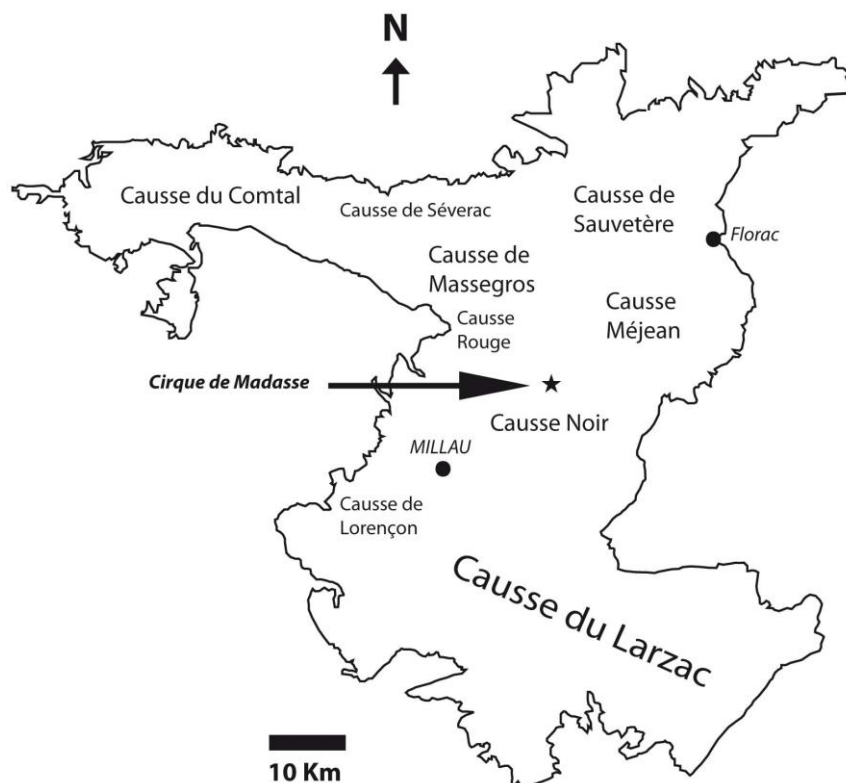 N
Causse du Comtal
Causse de Séverac
Causse de
Sauvetère
Florac
Causse de
Massegros
Causse
Rouge
Causse
Méjean
Cirque de Madasse
Causse Noir
MILLAU
Causse de
Lorençon
Causse du Larzac
10 Km